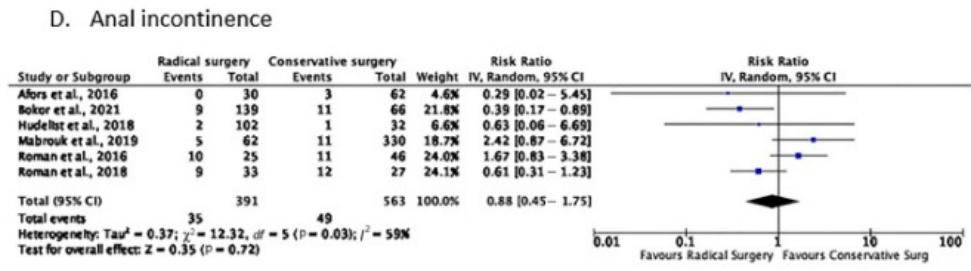 D. Anal incontinence
Radical surgery Conservative surgery Risk Ratio Risk Ratio
Study or Subgroup Events Total Events Total Weight IV, Random, 95% CI IV, Random, 95% CI
Afors et al., 2016 0 30 3 62 4.6% 0.29 [0.02 – 5.45]
Bokor et al., 2021 9 139 11 66 21.8% 0.39 [0.17 – 0.89]
Hudelist et al., 2018 2 102 1 32 6.6% 0.63 [0.06 – 6.69]
Mabrouk et al., 2019 5 62 11 330 18.7% 2.42 [0.87 – 6.72]
Roman et al., 2016 10 25 11 46 24.0% 1.67 [0.83 – 3.38]
Roman et al., 2018 9 33 12 27 24.1% 0.61 [0.31 – 1.23]
Total (95% CI) 391 563 100.0% 0.88 [0.45 – 1.75]
Total events 35 49
Heterogeneity: Tau² = 0.37; χ² = 12.32, df = 5 (P = 0.03); I² = 59%
Test for overall effect: Z = 0.35 (P = 0.72)
0.01 0.1 1 10 100
Favours Radical Surgery Favours Conservative Surg